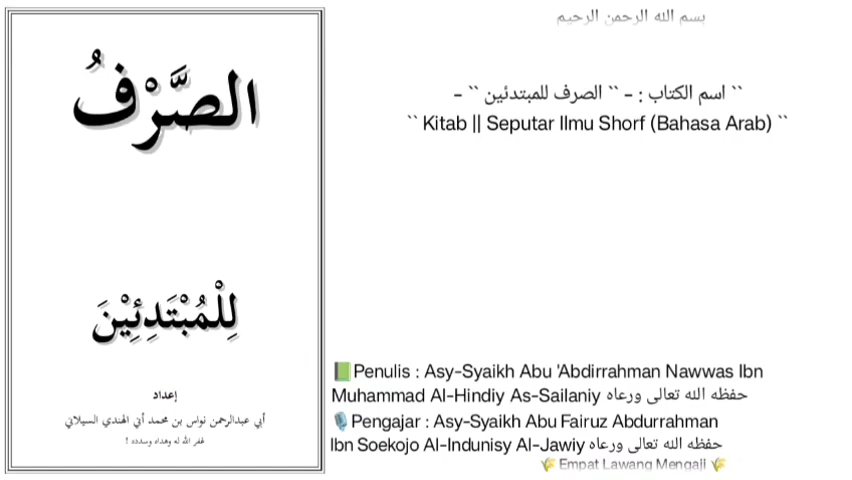 الصَّرْفُ
لِلْمُبْتَدِئِيْنَ
إعداد
أبي عبدالرحمن نواس بن محمد أني الهندي السيلاني
غفر الله له وهداه وسدده !
بسم الله الرحمن الرحيم
`` اسم الكتاب : - `` الصرف للمبتدئين `` -
`` Kitab || Seputar Ilmu Shorf (Bahasa Arab) ``
📗Penulis : Asy-Syaikh Abu 'Abdirrahman Nawwas Ibn
Muhammad Al-Hindiy As-Sailaniy حفظه الله تعالى ورعاه
🎙️Pengajar : Asy-Syaikh Abu Fairuz Abdurrahman
Ibn Soekojo Al-Indunisy Al-Jawiy حفظه الله تعالى ورعاه
🌾 Empat Lawang Mengaji 🌾